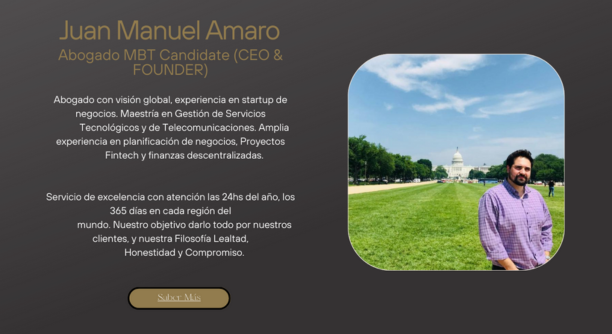 Juan Manuel Amaro
Abogado MBT Candidate (CEO &
FOUNDER)
Abogado con visión global, experiencia en startup de
negocios. Maestría en Gestión de Servicios
Tecnológicos y de Telecomunicaciones. Amplia
experiencia en planificación de negocios, Proyectos
Fintech y finanzas descentralizadas.
Servicio de excelencia con atención las 24hs del año, los
365 días en cada región del
mundo. Nuestro objetivo darlo todo por nuestros
clientes, y nuestra Filosofía Lealtad,
Honestidad y Compromiso.
Saber Más